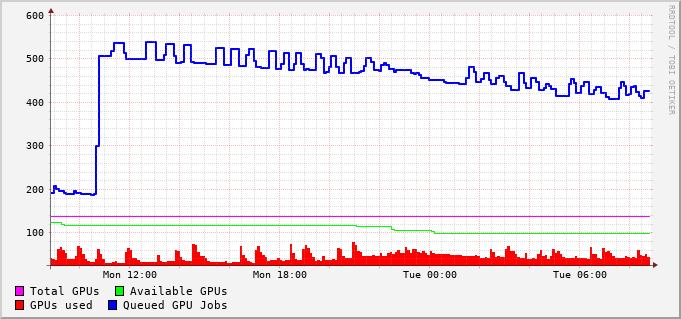 600
500
400
300
200
100
Mon 12:00 Mon 18:00 Tue 00:00 Tue 06:00
Total GPUs Available GPUs
GPUs used Queued GPU Jobs
RRDTOOL / TOBI OETIKER